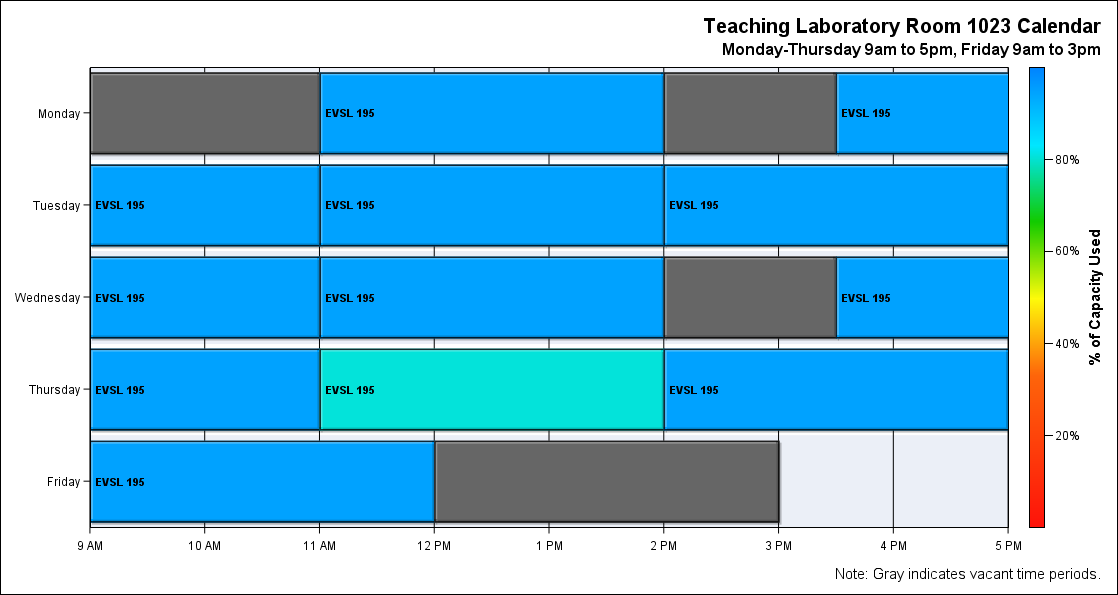 Teaching Laboratory Room 1023 Calendar
Monday-Thursday 9am to 5pm, Friday 9am to 3pm
Monday
EVSL 195
EVSL 195
Tuesday
EVSL 195
EVSL 195
EVSL 195
Wednesday
EVSL 195
EVSL 195
EVSL 195
Thursday
EVSL 195
EVSL 195
EVSL 195
Friday
EVSL 195
9 AM
10 AM
11 AM
12 PM
1 PM
2 PM
3 PM
4 PM
5 PM
80%
60%
40%
20%
% of Capacity Used
Note: Gray indicates vacant time periods.